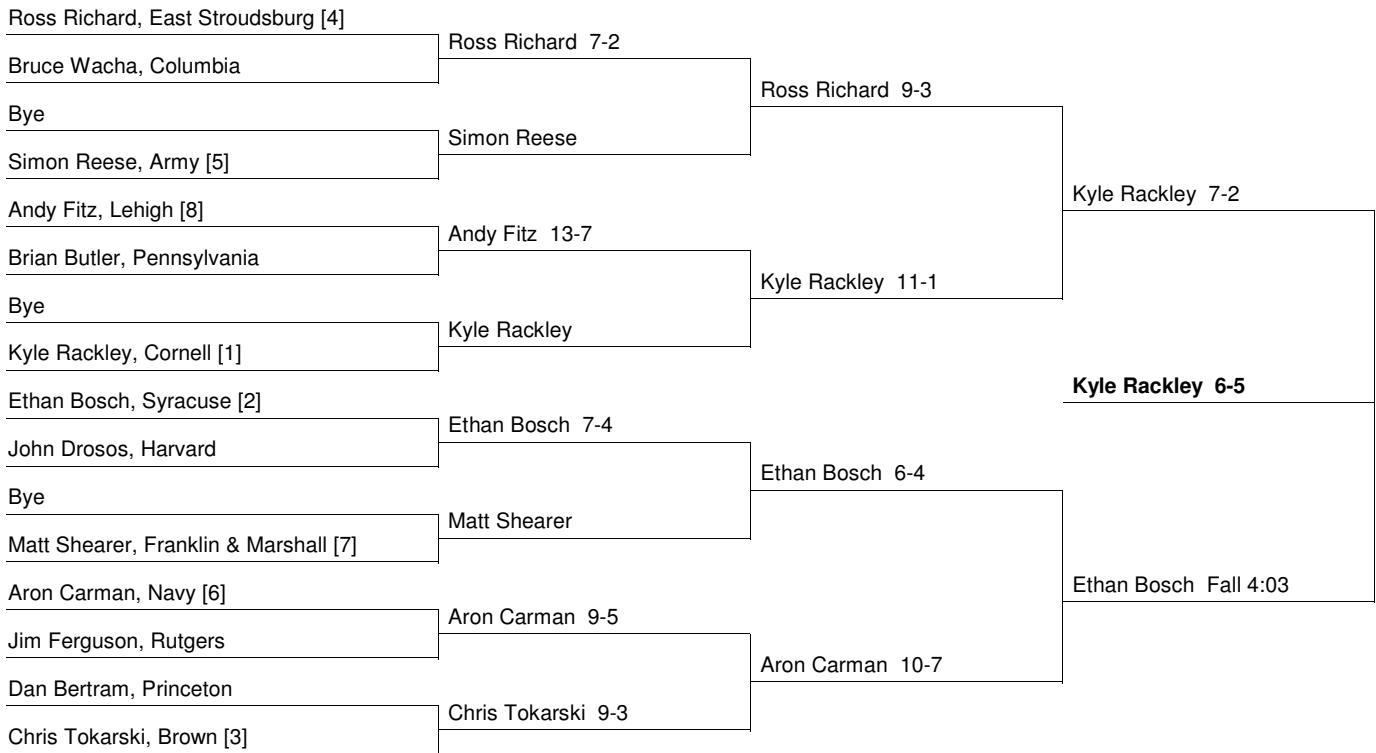 Ross Richard, East Stroudsburg [4]
Bruce Wacha, Columbia
Bye
Simon Reese, Army [5]
Andy Fitz, Lehigh [8]
Brian Butler, Pennsylvania
Bye
Kyle Rackley, Cornell [1]
Ethan Bosch, Syracuse [2]
John Drosos, Harvard
Bye
Matt Shearer, Franklin & Marshall [7]
Aron Carman, Navy [6]
Jim Ferguson, Rutgers
Dan Bertram, Princeton
Chris Tokarski, Brown [3]
Ross Richard 7-2
Simon Reese
Andy Fitz 13-7
Kyle Rackley
Ethan Bosch 7-4
Matt Shearer
Aron Carman 9-5
Chris Tokarski 9-3
Ross Richard 9-3
Kyle Rackley 11-1
Ethan Bosch 6-4
Aron Carman 10-7
Kyle Rackley 7-2
Ethan Bosch Fall 4:03
Kyle Rackley 6-5